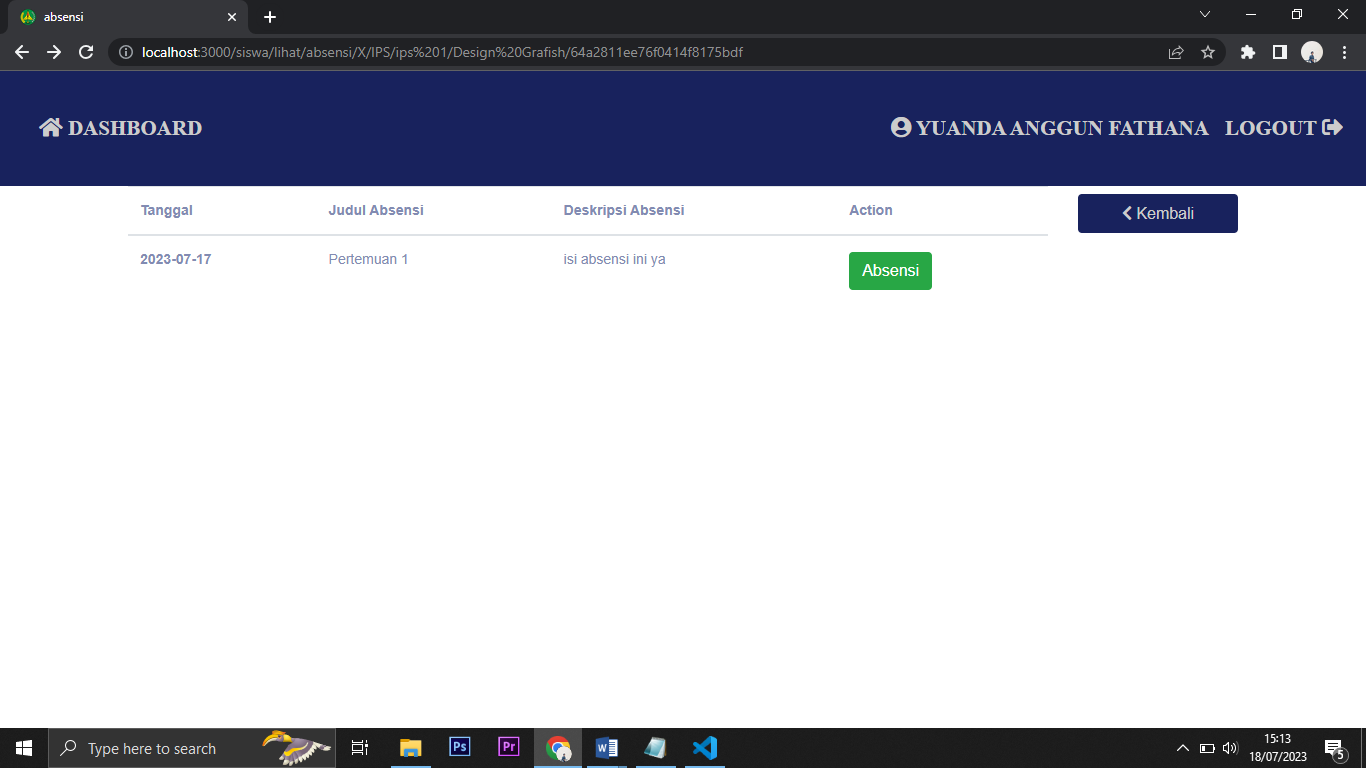 absensi
localhost:3000/siswa/lihat/absensi/X/IPS/ips%201/Design%20Grafish/64a2811ee76f0414f8175bdf
DASHBOARD YUANDA ANGGUN FATHANA LOGOUT
Tanggal Judul Absensi Deskripsi Absensi Action Kembali
2023-07-17 Pertemuan 1 isi absensi ini ya Absensi
Type here to search Ps Pr W 15:13
18/07/2023 5